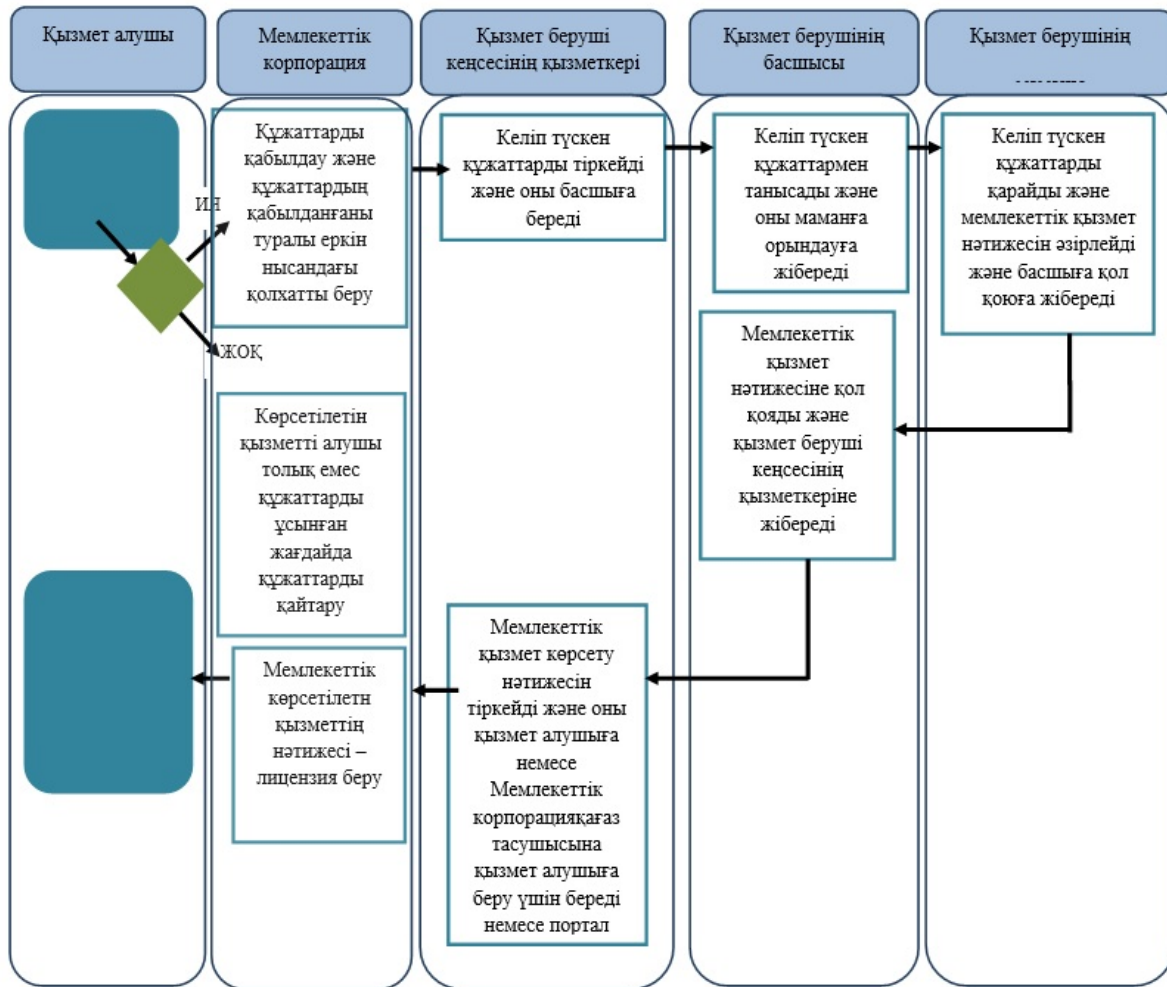 Қызмет алушы
Мемлекеттік
корпорация
Қызмет беруші
кеңсесінің қызметкері
Қызмет берушінің
басшысы
Қызмет берушінің
Құжаттарды
қабылдау және
құжаттардың
қабылданғаны
туралы еркін
нысандағы
қолхатты беру
Келіп түскен
құжаттарды тіркейді
және оны басшыға
береді
Келіп түскен
құжаттармен
танысады және
оны маманға
орындауға
жібереді
Келіп түскен
құжаттарды
қарайды және
мемлекеттік қызмет
нәтижесін әзірлейді
және басшыға қол
қоюға жібереді
ЖОҚ
Мемлекеттік
қызмет
нәтижесіне қол
қояды және
қызмет беруші
кеңсесінің
қызметкеріне
жібереді
Көрсетілетін
қызметті алушы
толық емес
құжаттарды
ұсынған
жағдайда
құжаттарды
қайтару
Мемлекеттік
қызмет көрсету
нәтижесін
тіркейді және оны
қызмет алушыға
немесе
Мемлекеттік
корпорацияқағаз
тасушысына
қызмет алушыға
беру үшін береді
немесе портал
Мемлекеттік
көрсетілетн
қызметтің
нәтижесі –
лицензия беру